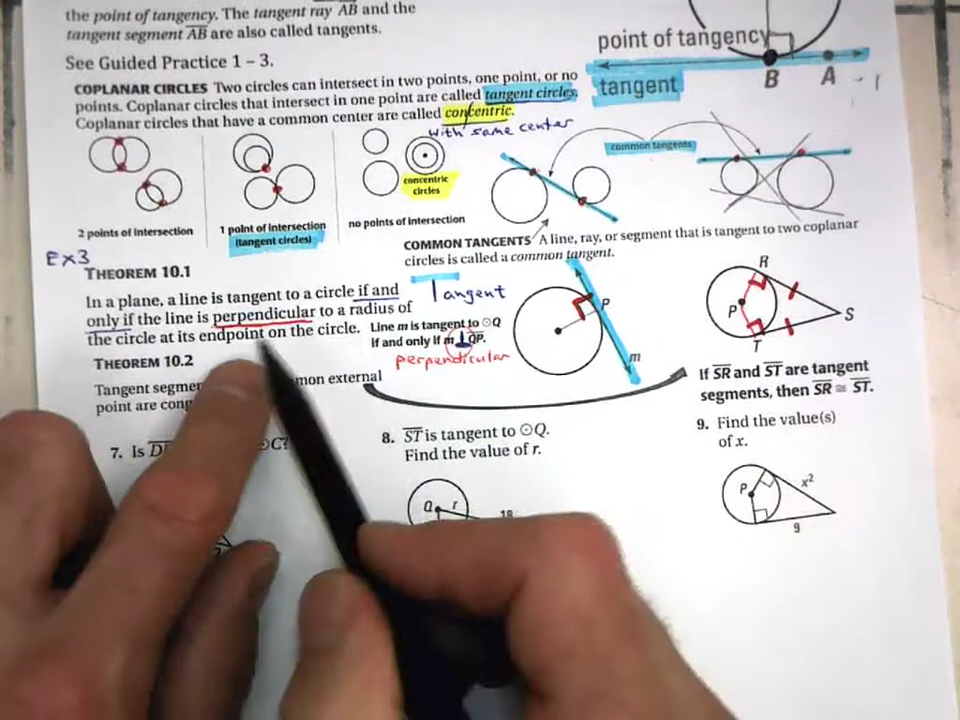 the point of tangency. The tangent ray AB and the
tangent segment AB are also called tangents.
See Guided Practice 1 – 3.
point of tangency
tangent
B
A
COPLANAR CIRCLES Two circles can intersect in two points, one point, or no
points. Coplanar circles that intersect in one point are called tangent circles.
Coplanar circles that have a common center are called concentric.
with same center
common tangents
concentric
circles
2 points of intersection
1 point of intersection
(tangent circles)
no points of intersection
COMMON TANGENTS A line, ray, or segment that is tangent to two coplanar
circles is called a common tangent.
Ex3
THEOREM 10.1
In a plane, a line is tangent to a circle if and
only if the line is perpendicular to a radius of
the circle at its endpoint on the circle.
Tangent
Line m is tangent to ⊙Q
if and only if m ⊥ QP.
perpendicular
P
m
R
P
S
T
If SR and ST are tangent
segments, then SR ≅ ST.
THEOREM 10.2
Tangent mon external
point are
7. Is C?
8. ST is tangent to ⊙Q.
Find the value of r.
Q
r
18
9. Find the value(s)
of x.
P
x²
9